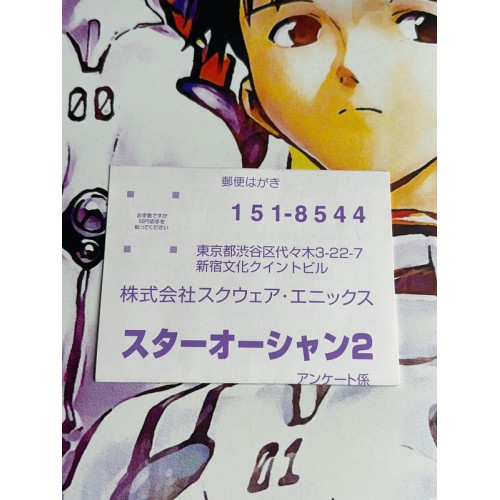 00
郵便はがき
151-8544
お手数ですが
50円切手を
貼ってください
東京都渋谷区代々木3-22-7
新宿文化クイントビル
株式会社スクウェア・エニックス
スターオーシャン2
アンケート係
01